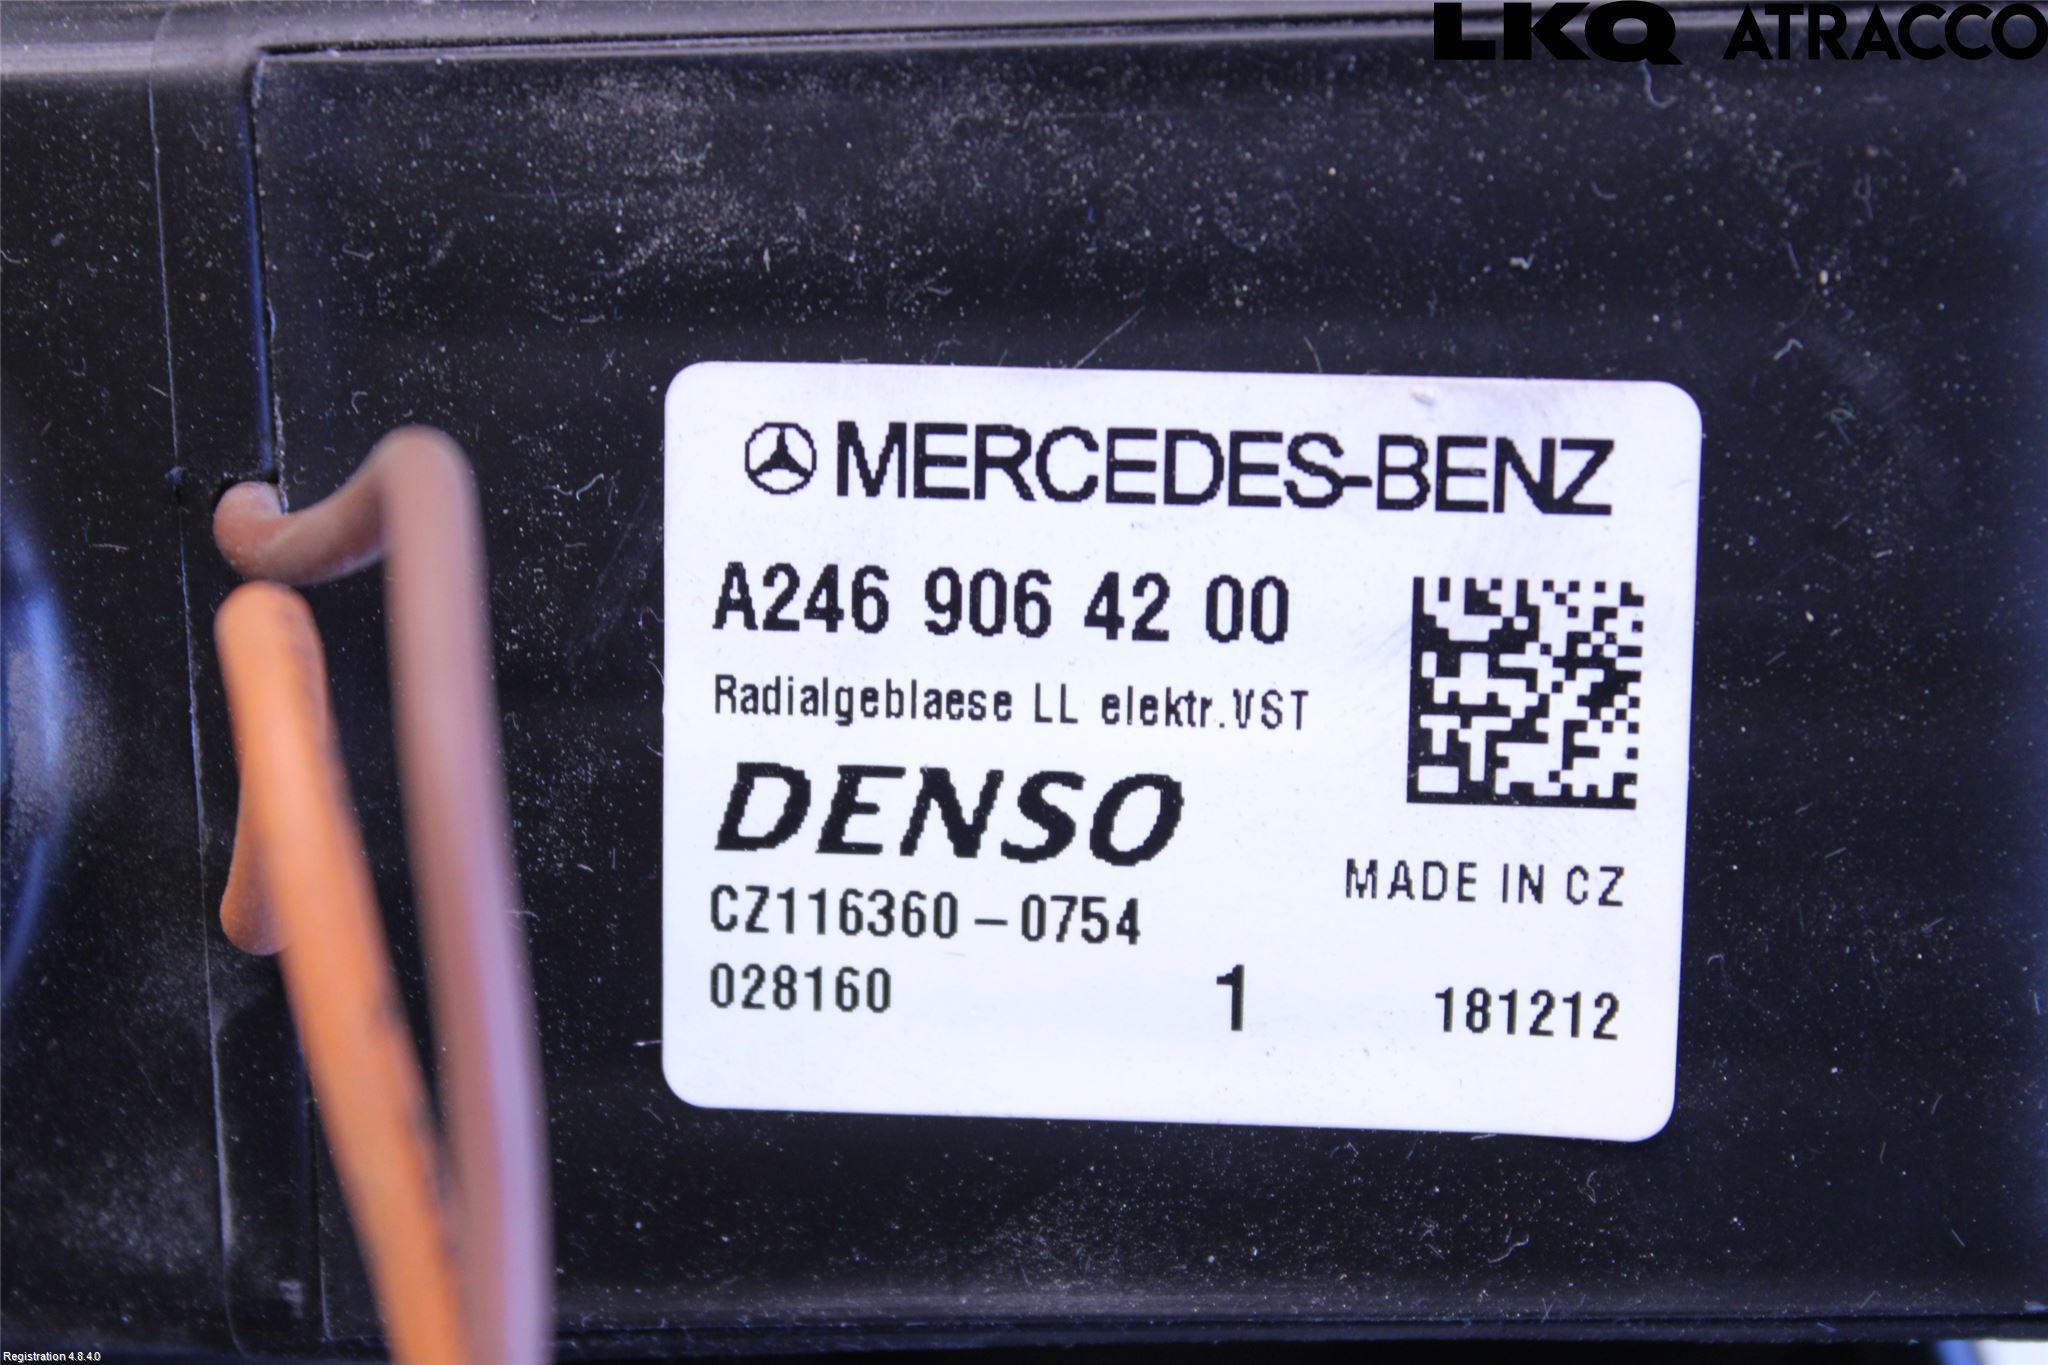 LKQ ATRACCO
MERCEDES-BENZ
A246 906 42 00
Radialgeblaese LL elektr.VST
DENSO
MADE IN CZ
CZ116360-0754
028160 1 181212
Registration 4.8.4.0